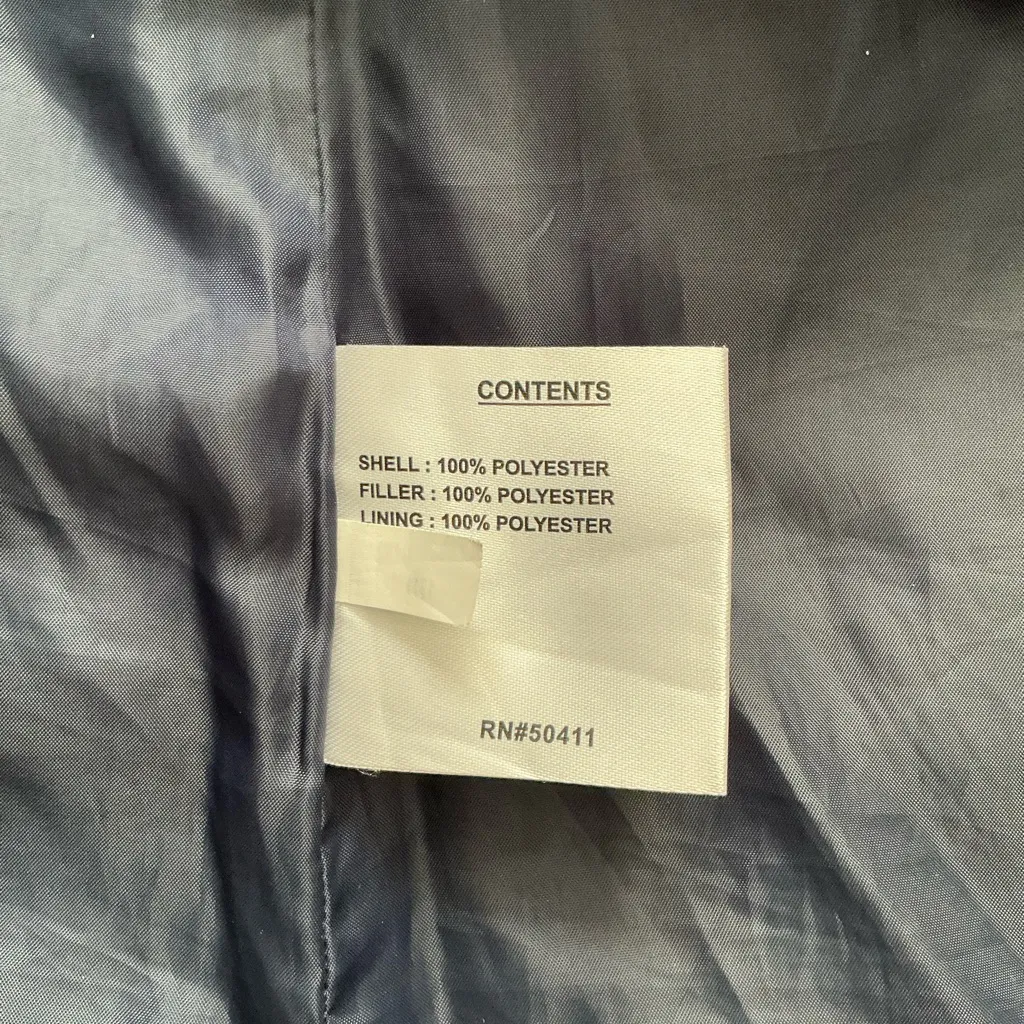 CONTENTS
SHELL : 100% POLYESTER
FILLER : 100% POLYESTER
LINING : 100% POLYESTER
RN#50411